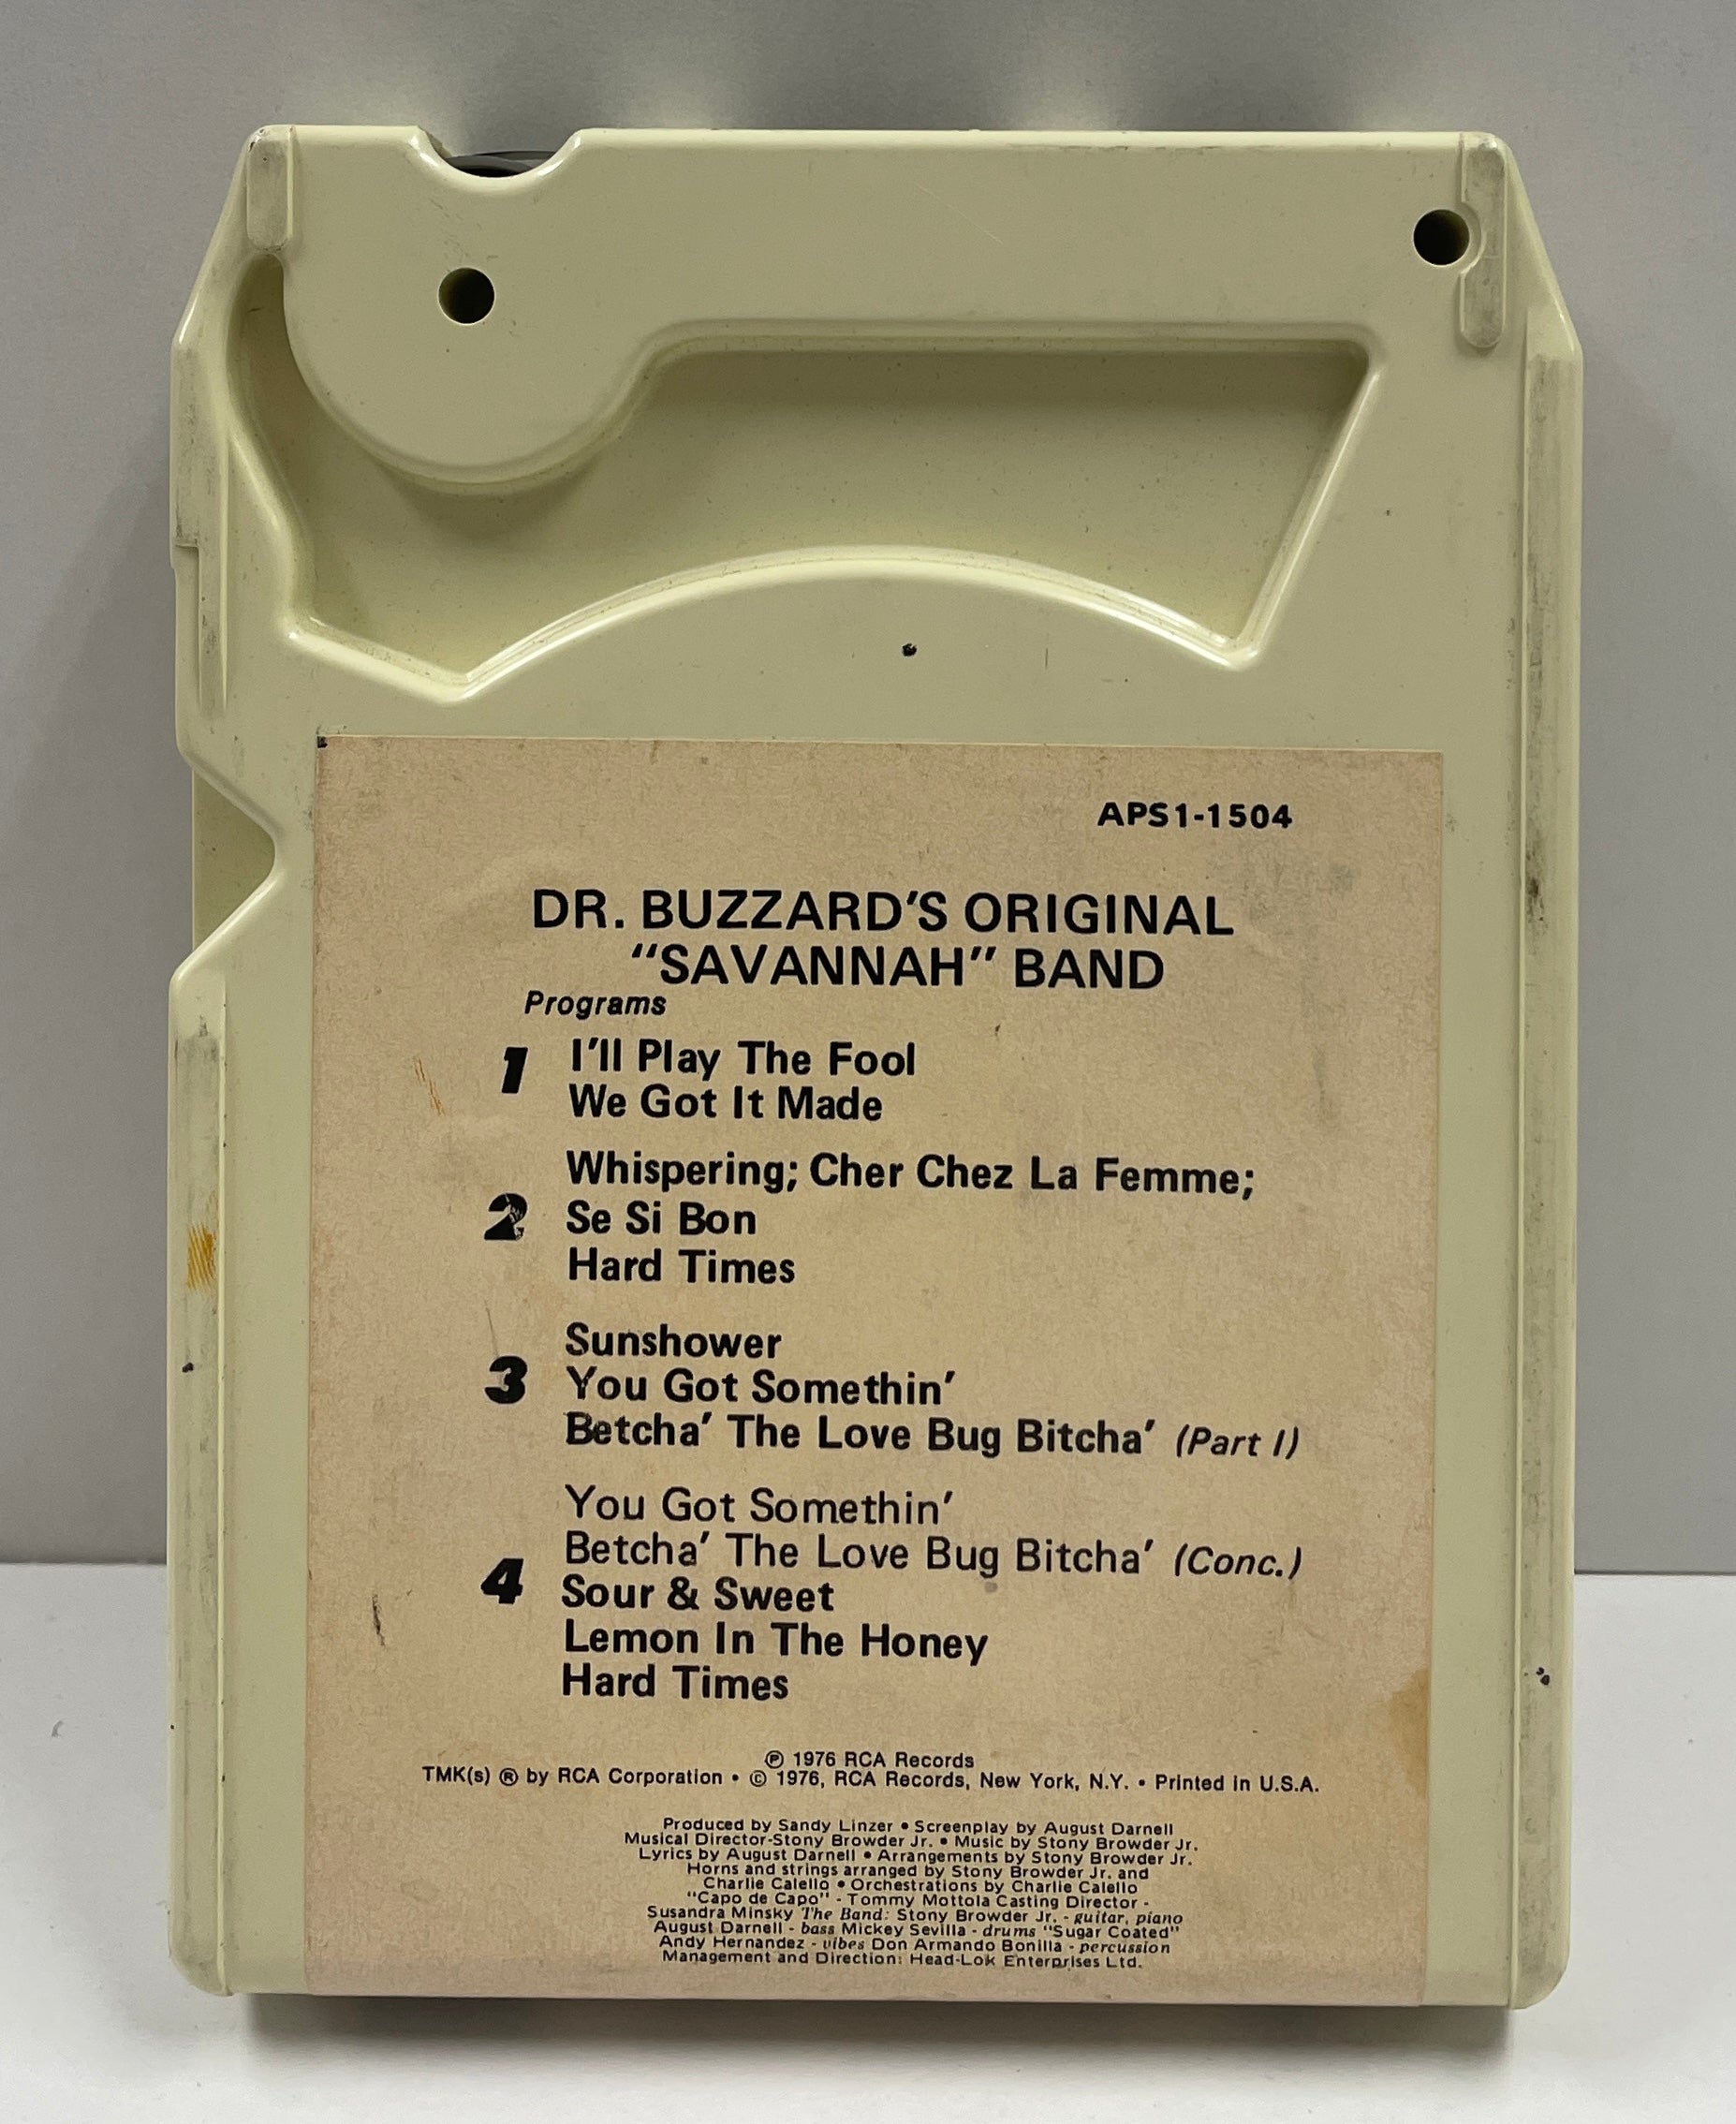 APS1-1504
DR. BUZZARD'S ORIGINAL
"SAVANNAH" BAND
Programs
1 I'll Play The Fool
We Got It Made
Whispering; Cher Chez La Femme;
2 Se Si Bon
Hard Times
Sunshower
3 You Got Somethin'
Betcha' The Love Bug Bitcha' (Part I)
You Got Somethin'
Betcha' The Love Bug Bitcha' (Conc.)
4 Sour & Sweet
Lemon In The Honey
Hard Times
℗ 1976 RCA Records
TMK(s) ® by RCA Corporation • © 1976, RCA Records, New York, N.Y. • Printed in U.S.A.
Produced by Sandy Linzer • Screenplay by August Darnell
Musical Director-Stony Browder Jr. • Music by Stony Browder Jr.
Lyrics by August Darnell • Arrangements by Stony Browder Jr.
Horns and strings arranged by Stony Browder Jr. and
Charlie Calello • Orchestrations by Charlie Calello
"Capo de Capo" - Tommy Mottola Casting Director -
Susandra Minsky The Band: Stony Browder Jr. - guitar, piano
August Darnell - bass Mickey Sevilla - drums "Sugar Coated"
Andy Hernandez - vibes Don Armando Bonilla - percussion
Management and Direction: Head-Lok Enterprises Ltd.